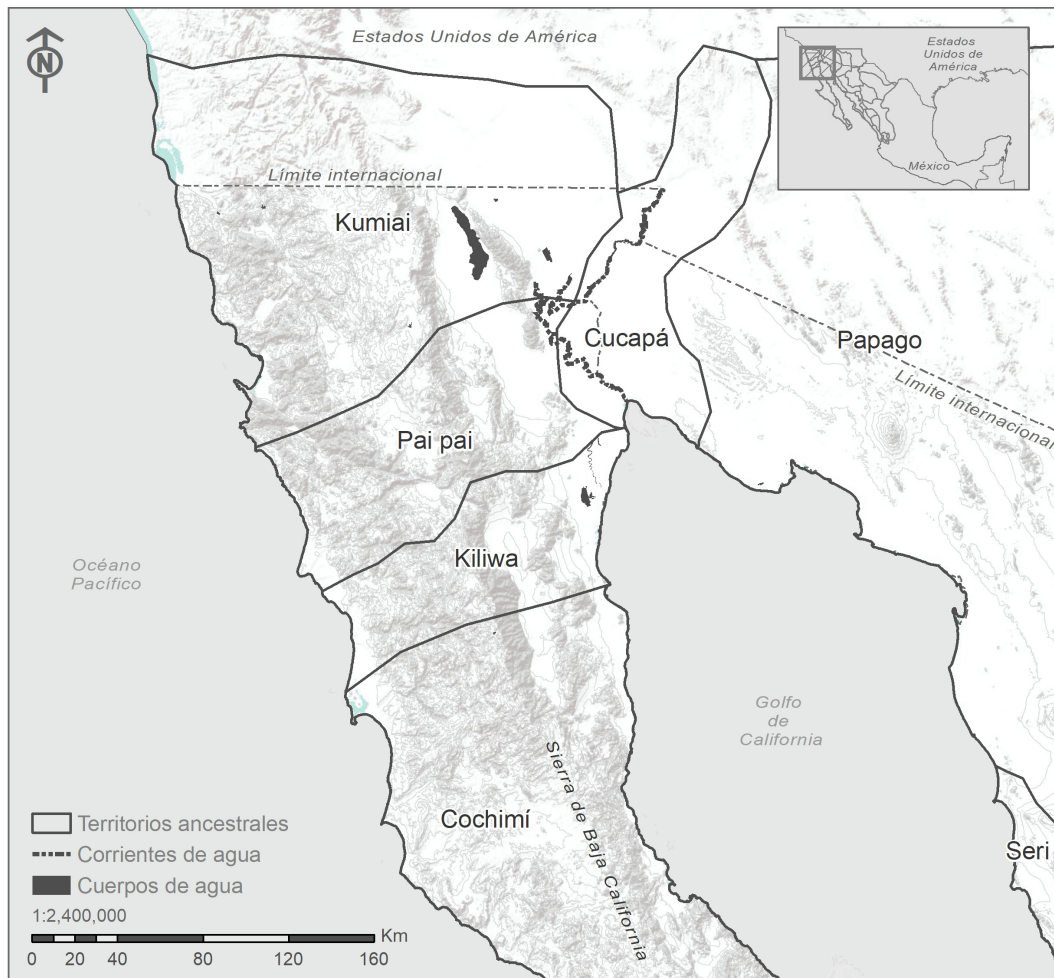 N
Estados Unidos de América
Estados
Unidos de
América
México
Límite internacional
Kumiai
Cucapá
Papago
Límite internacional
Pai pai
Kiliwa
Océano
Pacífico
Golfo
de
California
Sierra de Baja California
Cochimí
Seri
Territorios ancestrales
Corrientes de agua
Cuerpos de agua
1:2,400,000
Km
0 20 40 80 120 160